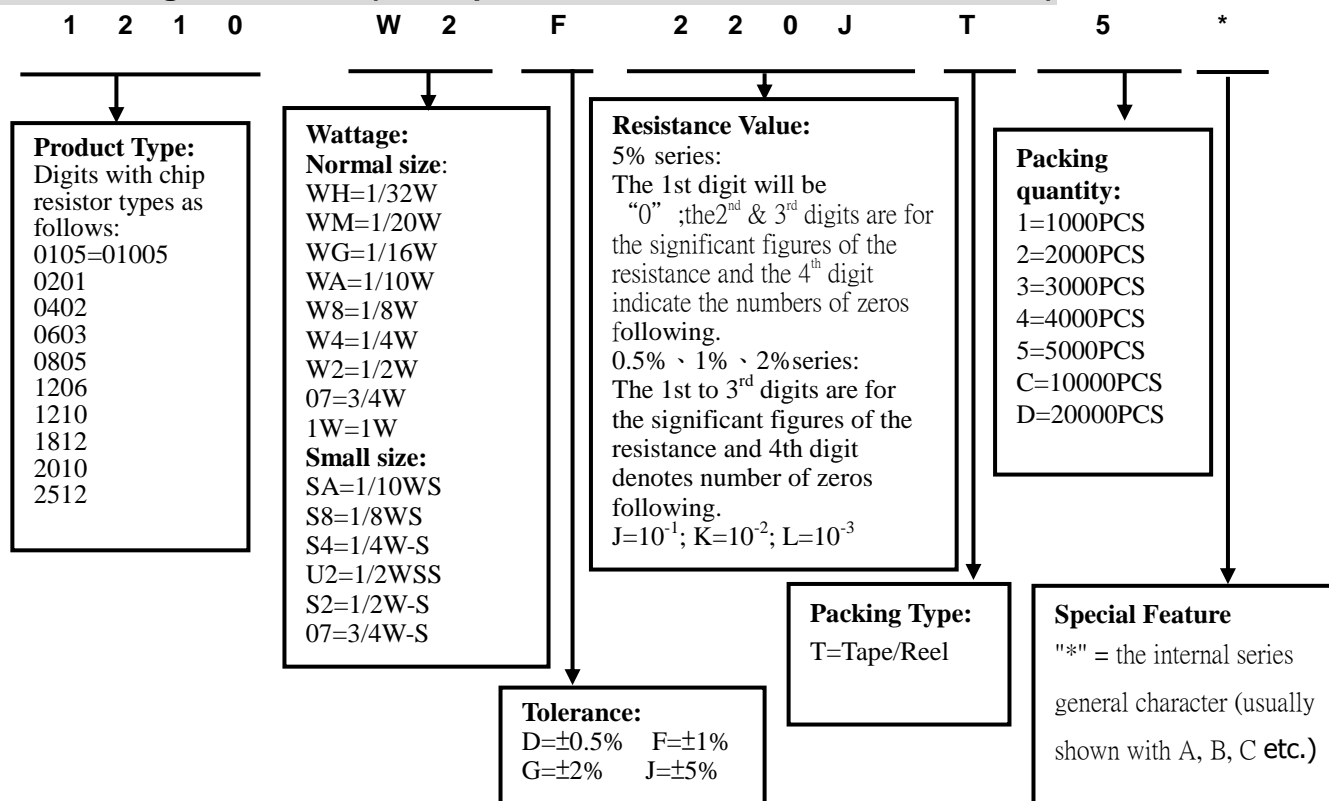 1 2 1 0 W 2 F 2 2 0 J T 5 *
Product Type:
Digits with chip
resistor types as
follows:
0105=01005
0201
0402
0603
0805
1206
1210
1812
2010
2512
Wattage:
Normal size:
WH=1/32W
WM=1/20W
WG=1/16W
WA=1/10W
W8=1/8W
W4=1/4W
W2=1/2W
07=3/4W
1W=1W
Small size:
SA=1/10WS
S8=1/8WS
S4=1/4W-S
U2=1/2WSS
S2=1/2W-S
07=3/4W-S
Tolerance:
D=±0.5% F=±1%
G=±2% J=±5%
Resistance Value:
5% series:
The 1st digit will be
“0” ;the2nd & 3rd digits are for
the significant figures of the
resistance and the 4th digit
indicate the numbers of zeros
following.
0.5%、1%、2%series:
The 1st to 3rd digits are for
the significant figures of the
resistance and 4th digit
denotes number of zeros
following.
J=10-1; K=10-2; L=10-3
Packing Type:
T=Tape/Reel
Packing
quantity:
1=1000PCS
2=2000PCS
3=3000PCS
4=4000PCS
5=5000PCS
C=10000PCS
D=20000PCS
Special Feature
"*" = the internal series
general character (usually
shown with A, B, C etc.)